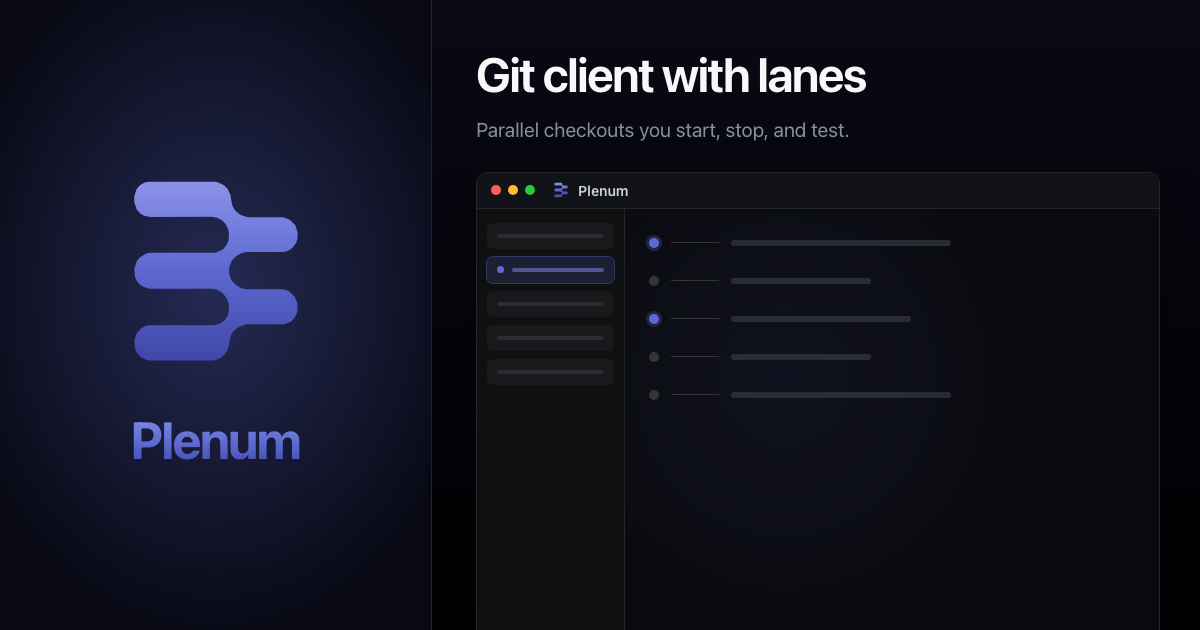 Plenum
Git client with lanes
Parallel checkouts you start, stop, and test.
Plenum